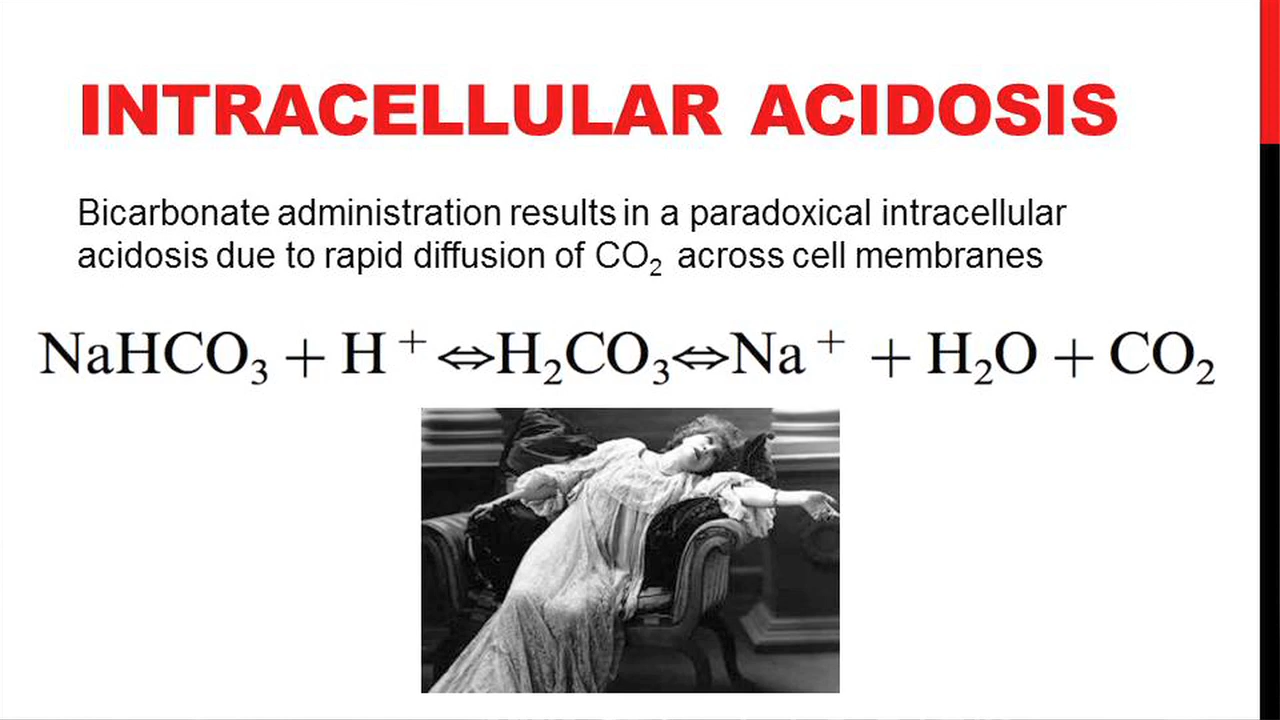 INTRACELLULAR ACIDOSIS
Bicarbonate administration results in a paradoxical intracellular
acidosis due to rapid diffusion of CO₂ across cell membranes
NaHCO₃ + H⁺ ⇔ H₂CO₃ ⇔ Na⁺ + H₂O + CO₂